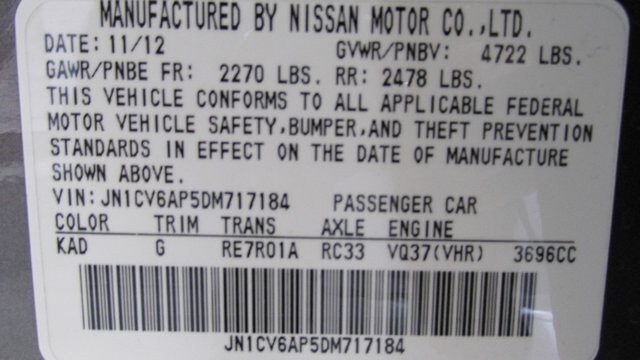 MANUFACTURED BY NISSAN MOTOR CO.,LTD.
DATE: 11/12 GVWR/PNBV: 4722 LBS.
GAWR/PNBE FR: 2270 LBS. RR: 2478 LBS.
THIS VEHICLE CONFORMS TO ALL APPLICABLE FEDERAL
MOTOR VEHICLE SAFETY,BUMPER,AND THEFT PREVENTION
STANDARDS IN EFFECT ON THE DATE OF MANUFACTURE
SHOWN ABOVE.
VIN: JN1CV6AP5DM717184 PASSENGER CAR
COLOR TRIM TRANS AXLE ENGINE
KAD G RE7R01A RC33 VQ37(VHR) 3696CC
JN1CV6AP5DM717184